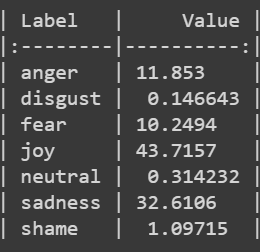 | Label    |     Value |
|:--------|----------:|
| anger    | 11.853    |
| disgust |  0.146643 |
| fear     | 10.2494   |
| joy      | 43.7157   |
| neutral |  0.314232 |
| sadness | 32.6106   |
| shame    |  1.09715  |